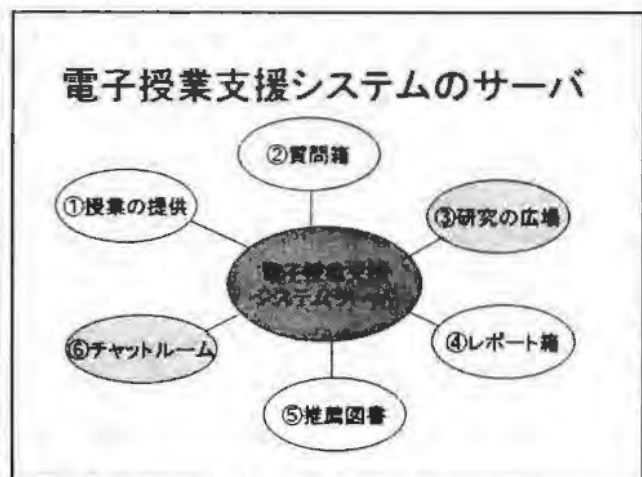 電子授業支援システムのサーバ
②質問箱
①授業の提供
③研究の広場
⑥チャットルーム
④レポート箱
⑤推薦図書